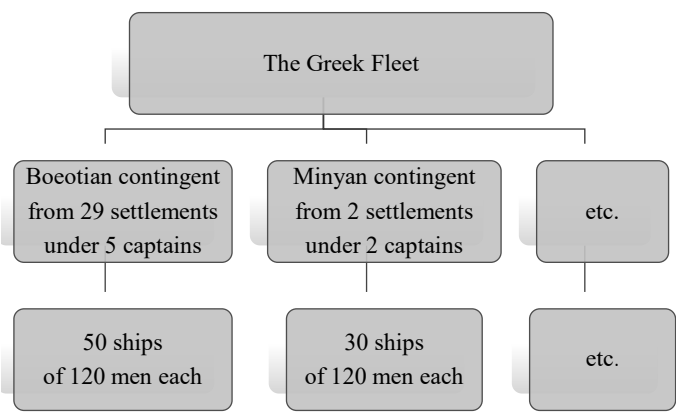 The Greek Fleet
Boeotian contingent
from 29 settlements
under 5 captains
Minyan contingent
from 2 settlements
under 2 captains
etc.
50 ships
of 120 men each
30 ships
of 120 men each
etc.